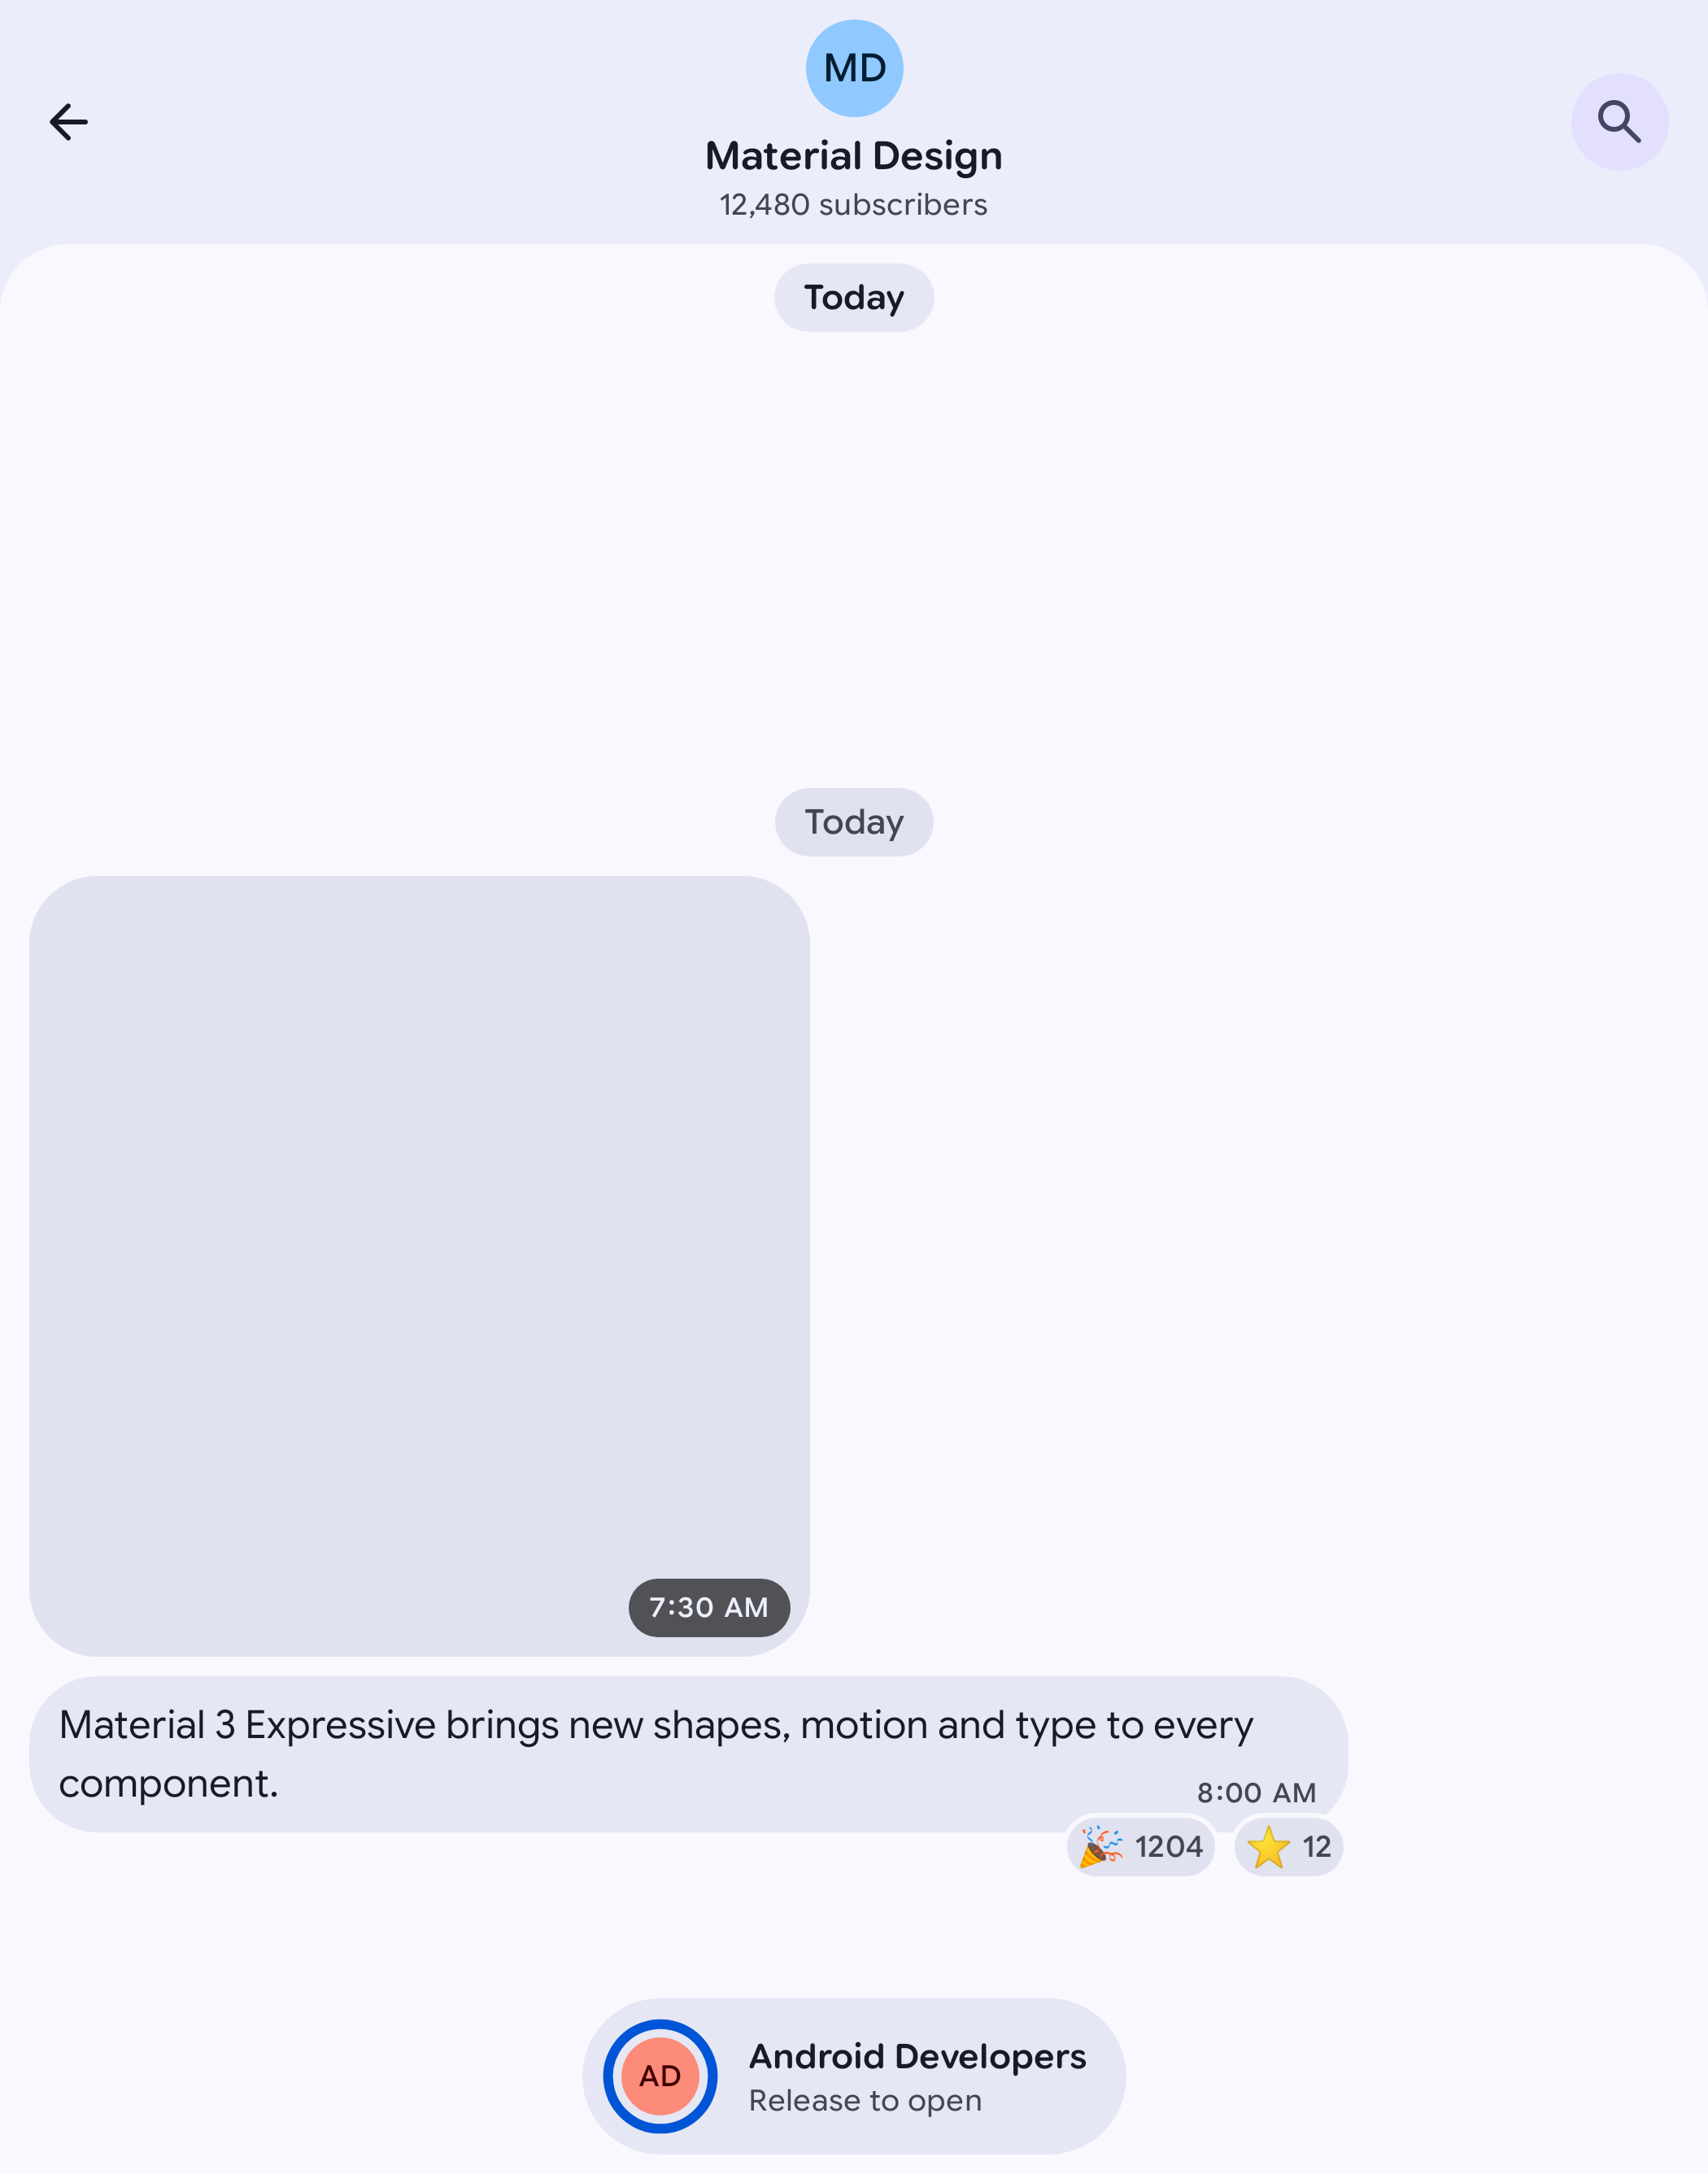 MD
Material Design
12,480 subscribers
Today
Today
7:30 AM
Material 3 Expressive brings new shapes, motion and type to every
component.
8:00 AM
🎉 1204 ⭐ 12
AD
Android Developers
Release to open